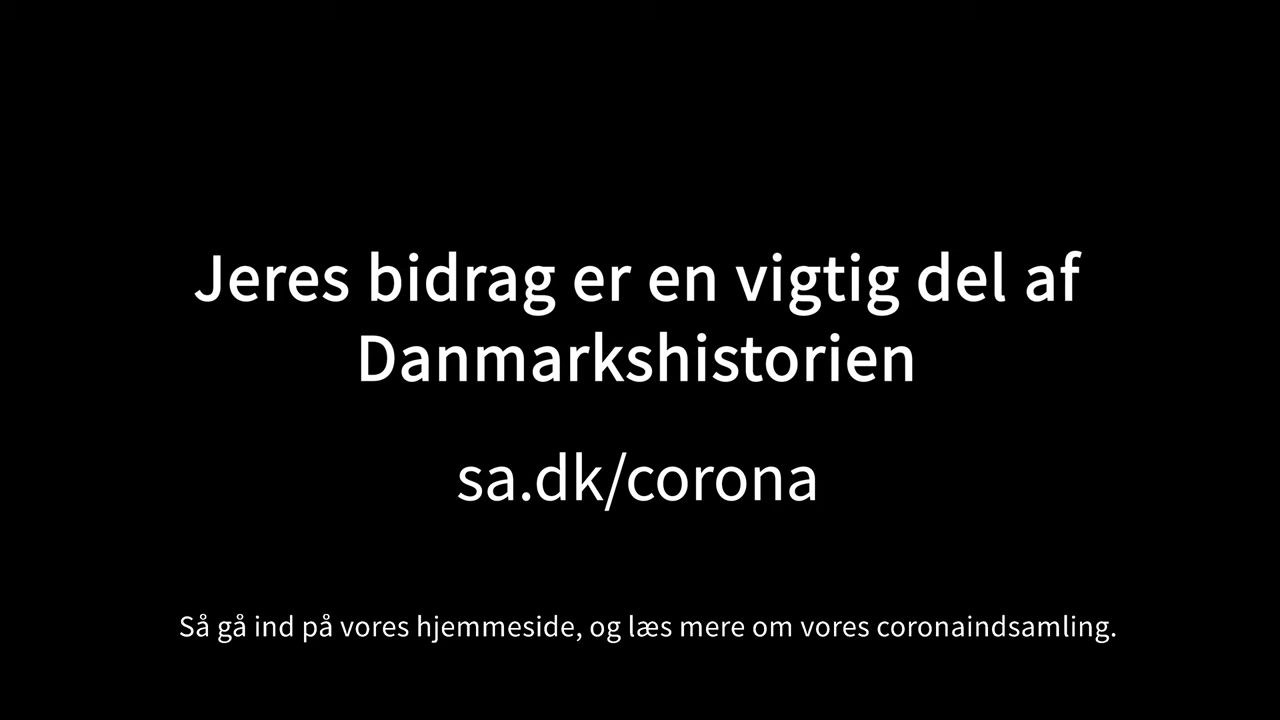 Jeres bidrag er en vigtig del af
Danmarkshistorien
sa.dk/corona
Så gå ind på vores hjemmeside, og læs mere om vores coronaindsamling.